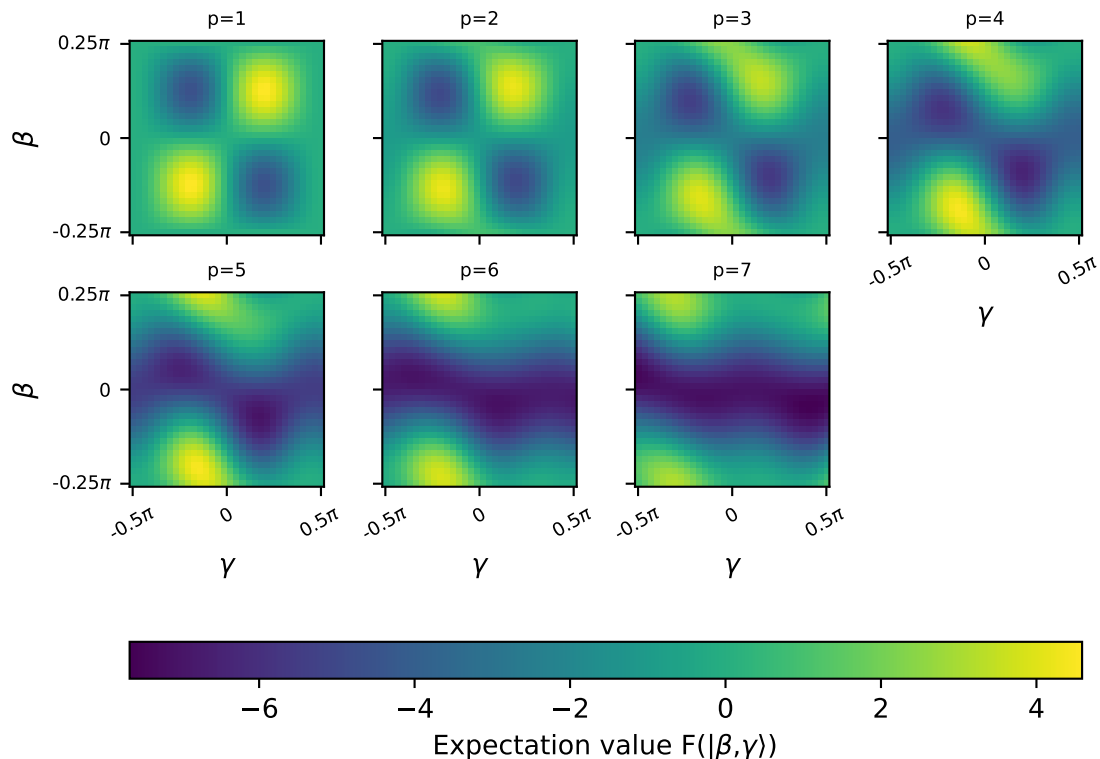 p=1 p=2 p=3 p=4
0.25π
β
0
-0.25π
-0.5π 0 0.5π
γ
p=5 p=6 p=7
0.25π
β
0
-0.25π
-0.5π 0 0.5π -0.5π 0 0.5π -0.5π 0 0.5π
γ γ γ
−6 −4 −2 0 2 4
Expectation value F(|β,γ⟩)